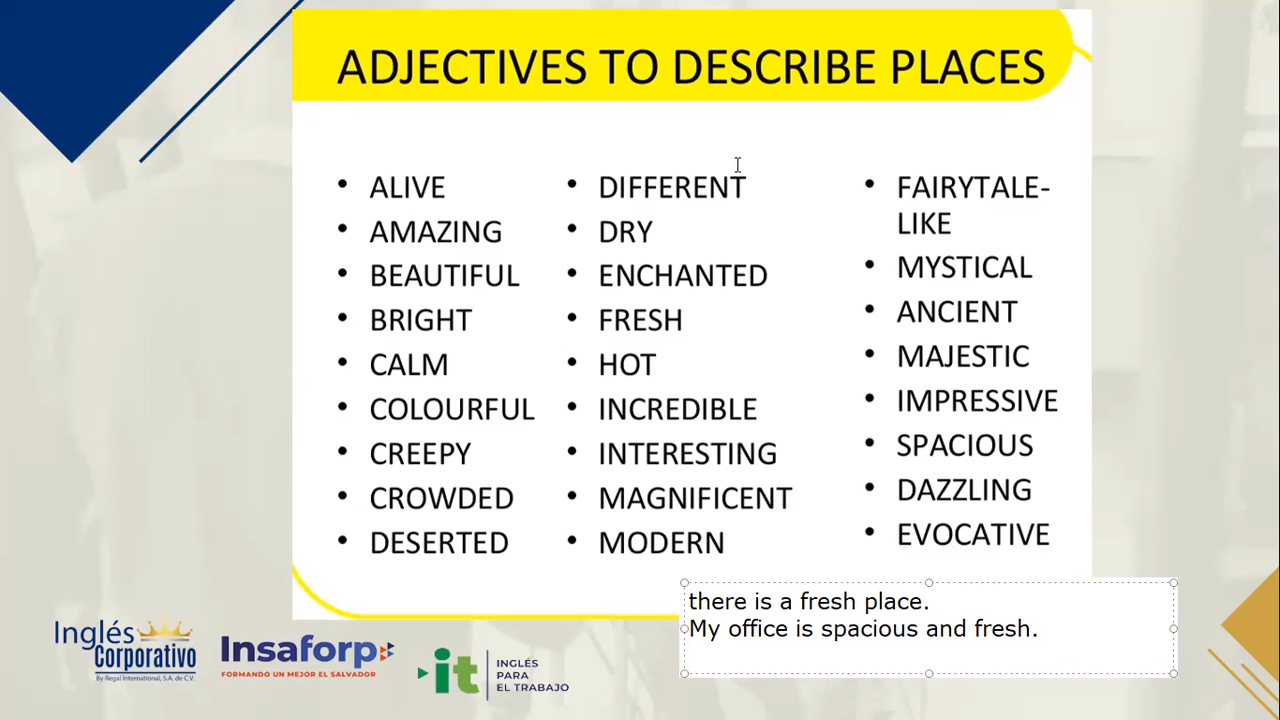 ADJECTIVES TO DESCRIBE PLACES
• ALIVE
• AMAZING
• BEAUTIFUL
• BRIGHT
• CALM
• COLOURFUL
• CREEPY
• CROWDED
• DESERTED
• DIFFERENT
• DRY
• ENCHANTED
• FRESH
• HOT
• INCREDIBLE
• INTERESTING
• MAGNIFICENT
• MODERN
• FAIRYTALE-
LIKE
• MYSTICAL
• ANCIENT
• MAJESTIC
• IMPRESSIVE
• SPACIOUS
• DAZZLING
• EVOCATIVE
there is a fresh place.
My office is spacious and fresh.
Inglés
Corporativo
By Regal International, S.A. de C.V.
Insaforp
FORMANDO UN MEJOR EL SALVADOR
it
INGLÉS
PARA
EL TRABAJO